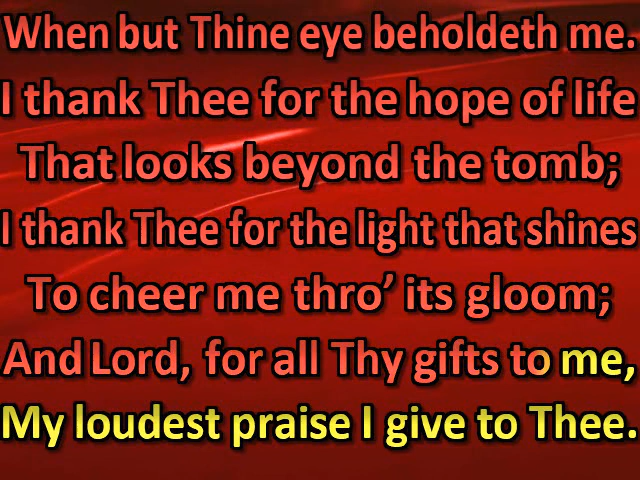 When but Thine eye beholdeth me.
I thank Thee for the hope of life
That looks beyond the tomb;
I thank Thee for the light that shines
To cheer me thro’ its gloom;
And Lord, for all Thy gifts to me,
My loudest praise I give to Thee.